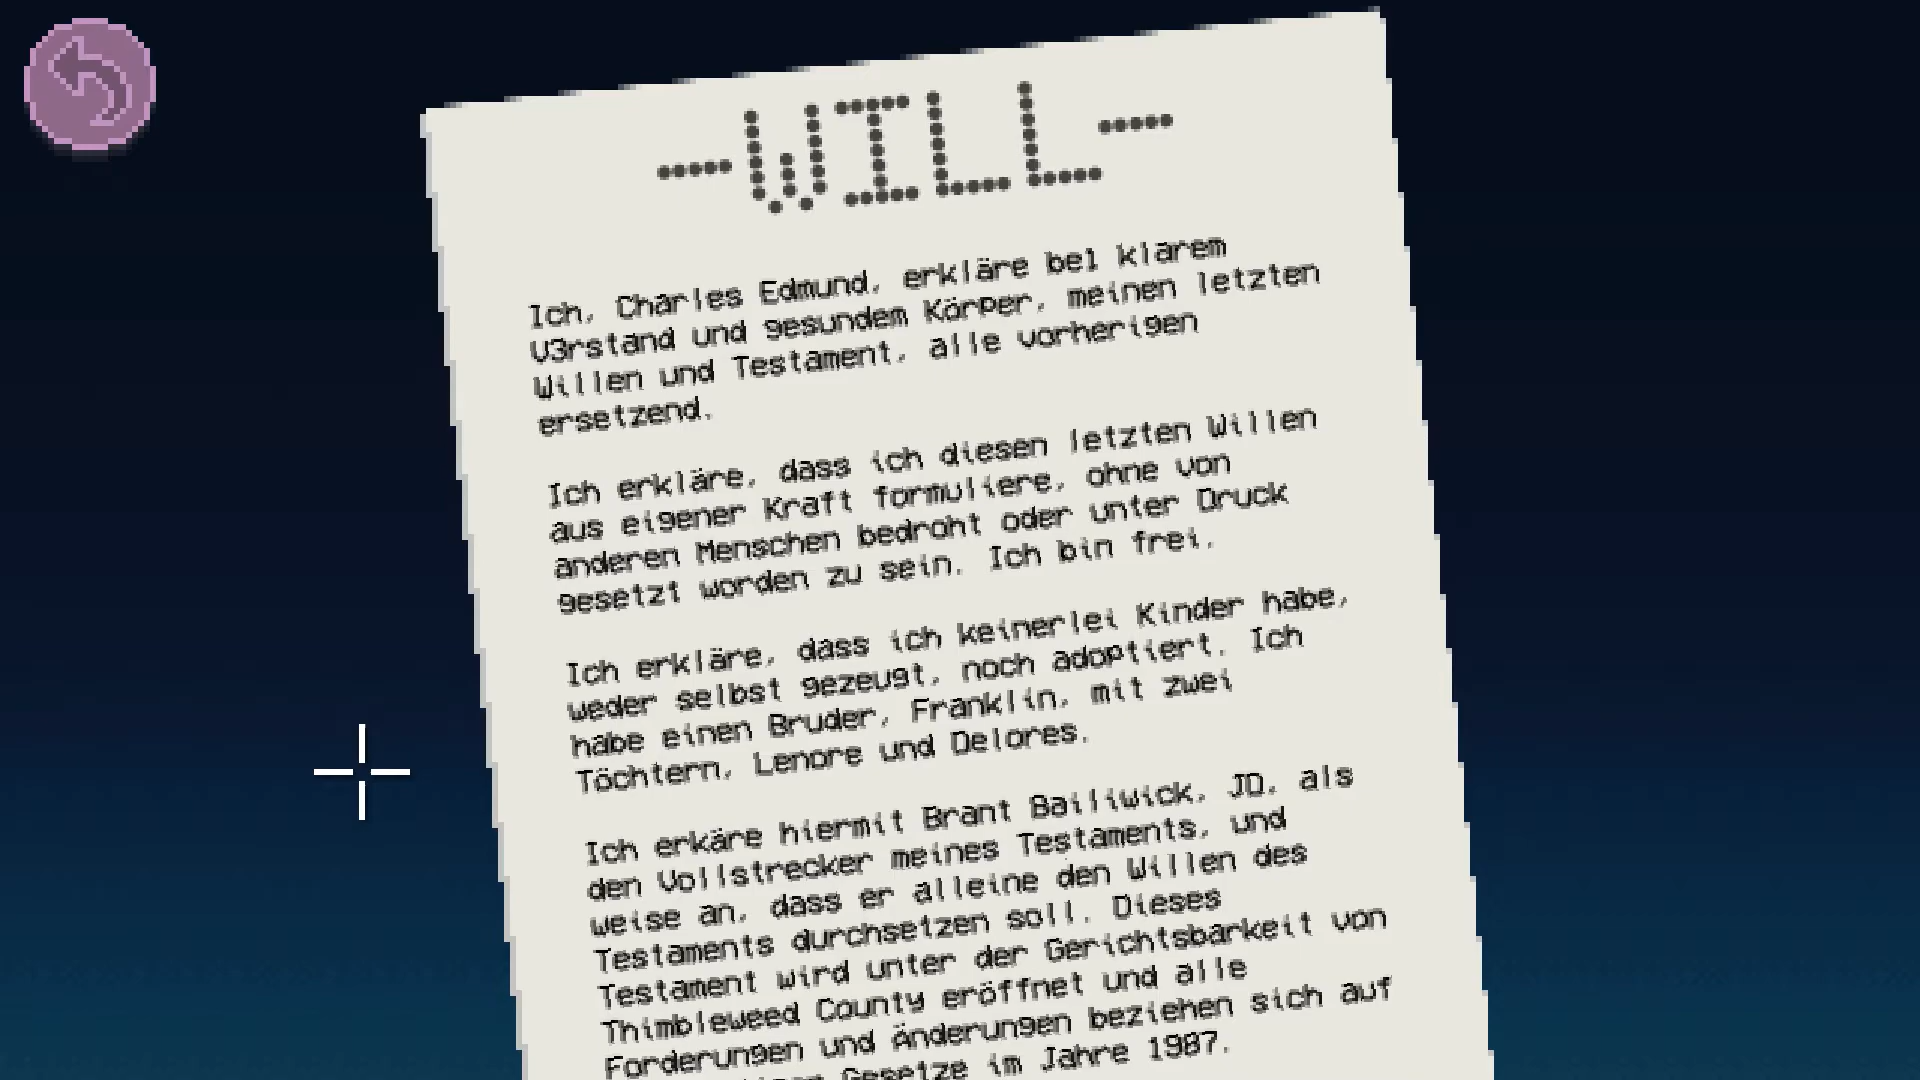 -WILL-
Ich, Charles Edmund, erkläre be1 klarem
V3rstand und gesundem Körper, meinen letzten
Willen und Testament, alle vorherigen
ersetzend.
Ich erkläre, dass ich diesen letzten Willen
aus eigener Kraft formuliere, ohne von
anderen Menschen bedroht oder unter Druck
gesetzt worden zu sein. Ich bin frei.
Ich erkläre, dass ich keinerlei Kinder habe,
weder selbst gezeugt, noch adoptiert. Ich
habe einen Bruder, Franklin, mit zwei
Töchtern, Lenore und Delores.
Ich erkäre hiermit Brant Bailiwick, JD, als
den Vollstrecker meines Testaments, und
weise an, dass er alleine den Willen des
Testaments durchsetzen soll. Dieses
Testament wird unter der Gerichtsbarkeit von
Thimbleweed County eröffnet und alle
Forderungen und Änderungen beziehen sich auf
Gesetze im Jahre 1987.